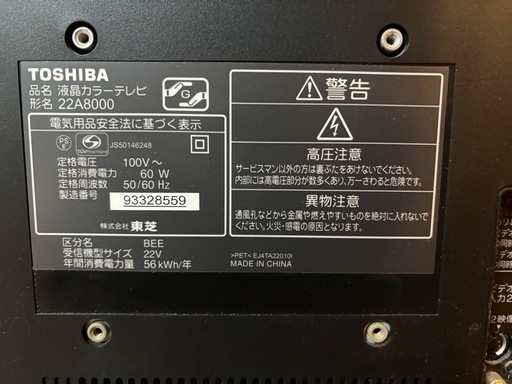 TOSHIBA
品名 液晶カラーテレビ
形名 22A8000
電気用品安全法に基づく表示
PS
E
TÜVRheinland
JS50146248
定格電圧 100V～
定格消費電力 60 W
定格周波数 50/60 Hz
製造番号 93328559
株式会社 東芝
区分名 BEE
受信機型サイズ 22V
年間消費電力量 56 kWh/年
G
警告
高圧注意
サービスマン以外の方は裏ぶたをあけないでください。
内部には高電圧部分が数多くあり、万一さわると危険です。
異物注意
通風孔などから金属や燃えやすいものを絶対に入れない
でください。火災・感電の原因となります。
>PET< EJ4TA22010I
MADE IN CHINA